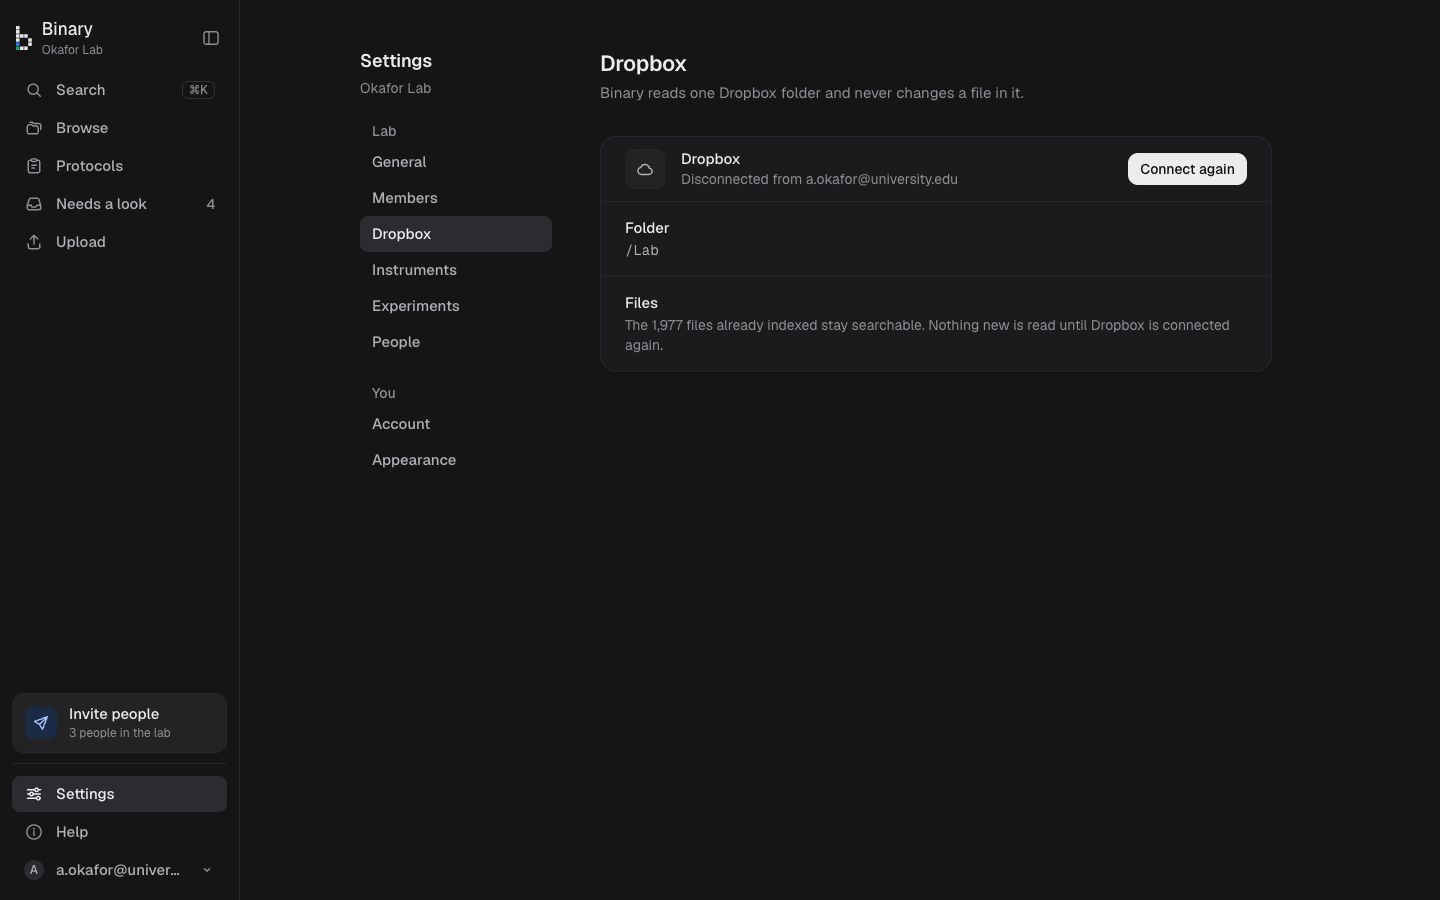 Binary
Okafor Lab
Search
⌘K
Browse
Protocols
Needs a look
4
Upload
Invite people
3 people in the lab
Settings
Help
A
a.okafor@univer...
Settings
Okafor Lab
Lab
General
Members
Dropbox
Instruments
Experiments
People
You
Account
Appearance
Dropbox
Binary reads one Dropbox folder and never changes a file in it.
Dropbox
Disconnected from a.okafor@university.edu
Connect again
Folder
/Lab
Files
The 1,977 files already indexed stay searchable. Nothing new is read until Dropbox is connected
again.